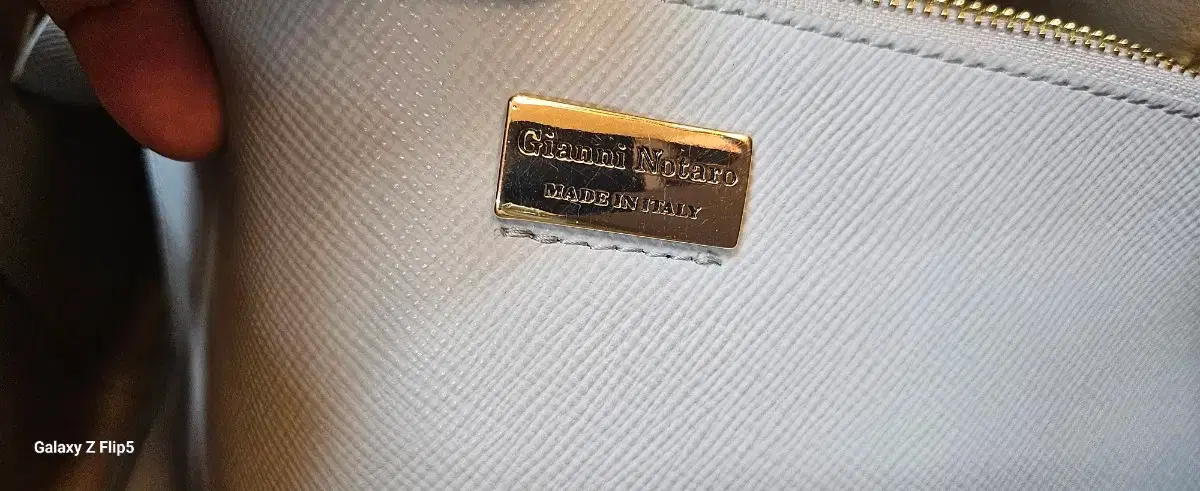 Gianni Notaro
MADE IN ITALY
Galaxy Z Flip5